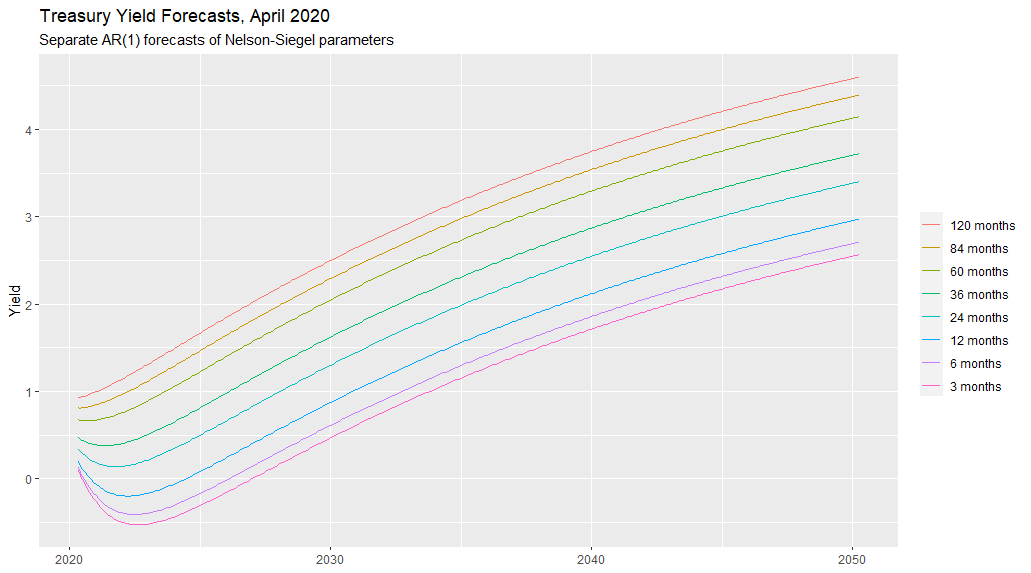 Treasury Yield Forecasts, April 2020
Separate AR(1) forecasts of Nelson-Siegel parameters
Yield
4
3
2
1
0
2020
2030
2040
2050
120 months
84 months
60 months
36 months
24 months
12 months
6 months
3 months